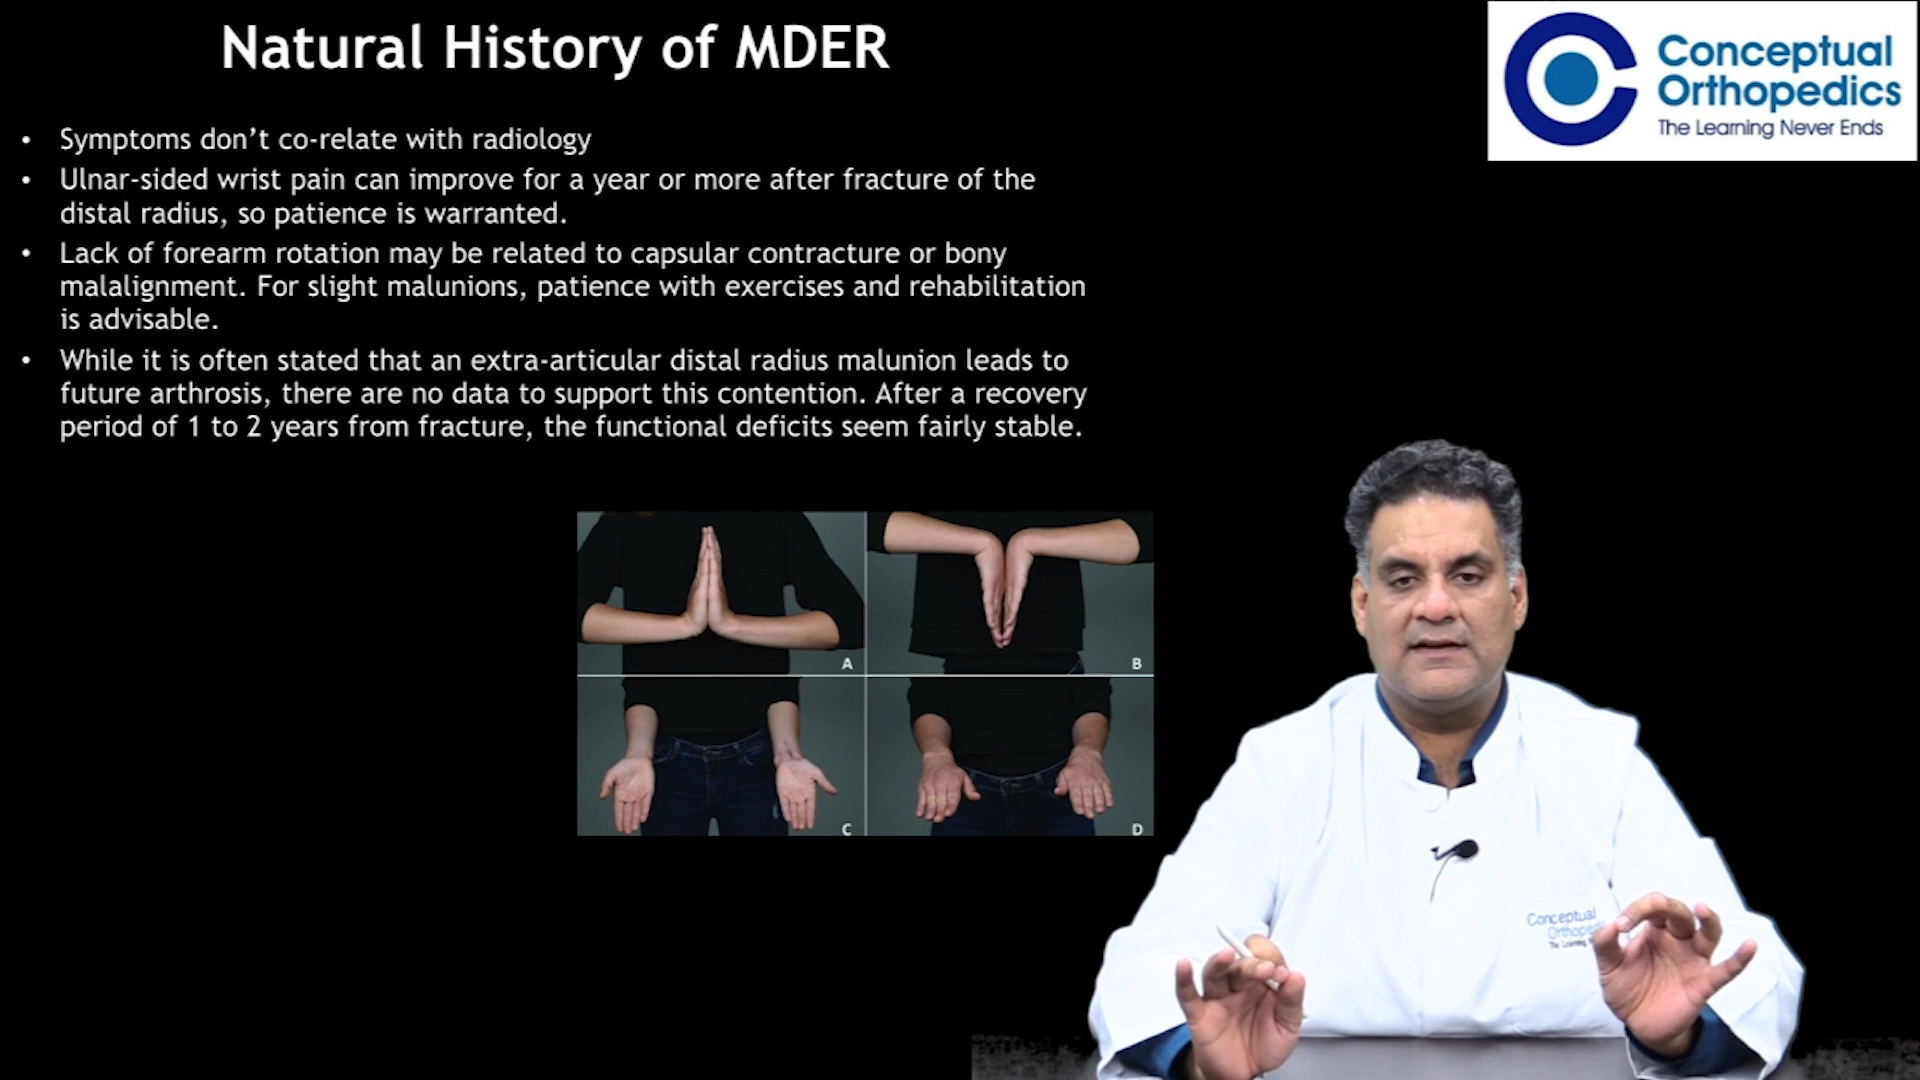 Natural History of MDER
Conceptual
Orthopedics
The Learning Never Ends
• Symptoms don’t co-relate with radiology
• Ulnar-sided wrist pain can improve for a year or more after fracture of the
distal radius, so patience is warranted.
• Lack of forearm rotation may be related to capsular contracture or bony
malalignment. For slight malunions, patience with exercises and rehabilitation
is advisable.
• While it is often stated that an extra-articular distal radius malunion leads to
future arthrosis, there are no data to support this contention. After a recovery
period of 1 to 2 years from fracture, the functional deficits seem fairly stable.
A
B
C
D
Conceptual
The Learning